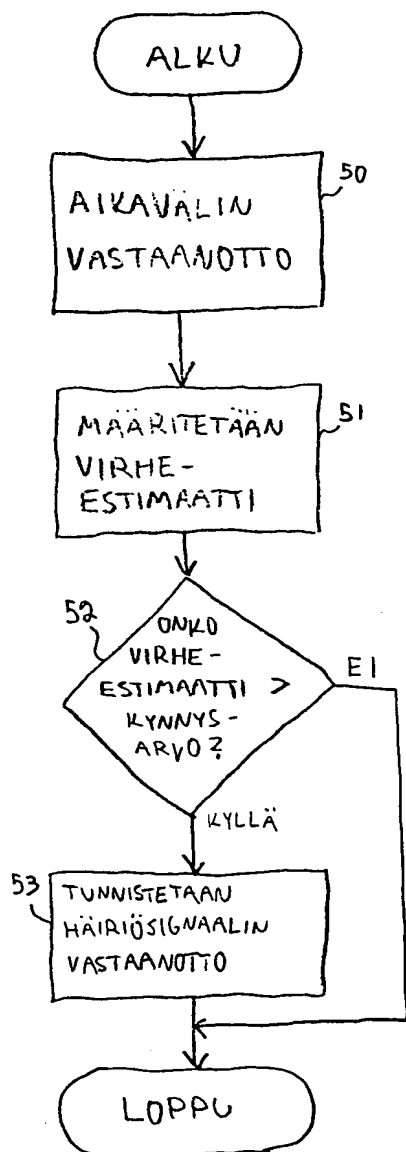 ALKU
50
AIKAVÄLIN
VASTAANOTTO
51
MÄÄRITETÄÄN
VIRHE-
ESTIMAATTI
52
ONKO
VIRHE-
ESTIMAATTI >
KYNNYS-
ARVO?
EI
KYLLÄ
53
TUNNISTETAAN
HÄIRIÖSIGNAALIN
VASTAANOTTO
LOPPU